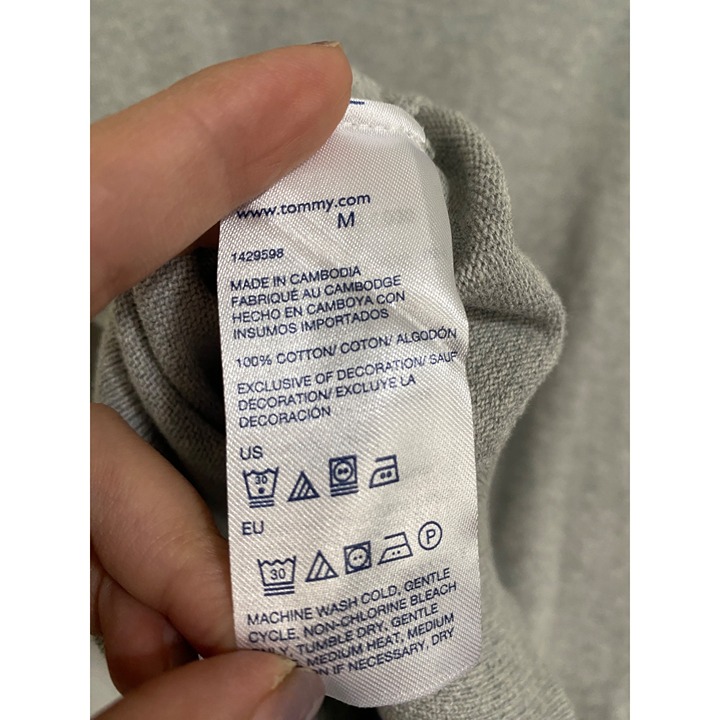 www.tommy.com
M
1429598
MADE IN CAMBODIA
FABRIQUÉ AU CAMBODGE
HECHO EN CAMBOYA CON
INSUMOS IMPORTADOS
100% COTTON/ COTON/ ALGODÓN
EXCLUSIVE OF DECORATION/ SAUF
DÉCORATION/ EXCLUYE LA
DECORACIÓN
US
30
EU
30 P
MACHINE WASH COLD, GENTLE
CYCLE, NON-CHLORINE BLEACH
TUMBLE DRY, GENTLE
MEDIUM HEAT, MEDIUM
IF NECESSARY, DRY